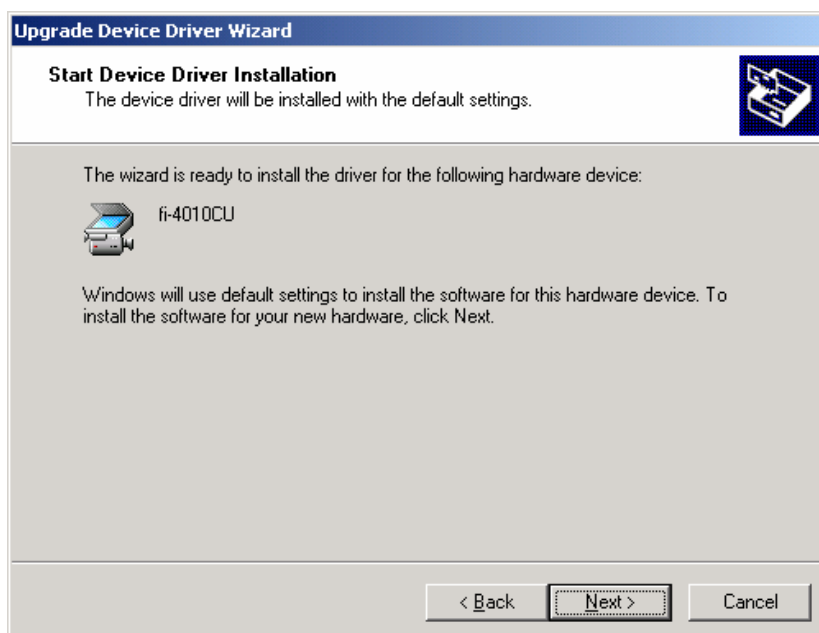 Upgrade Device Driver Wizard
Start Device Driver Installation
The device driver will be installed with the default settings.
The wizard is ready to install the driver for the following hardware device:
fi-4010CU
Windows will use default settings to install the software for this hardware device. To
install the software for your new hardware, click Next.
< Back Next > Cancel